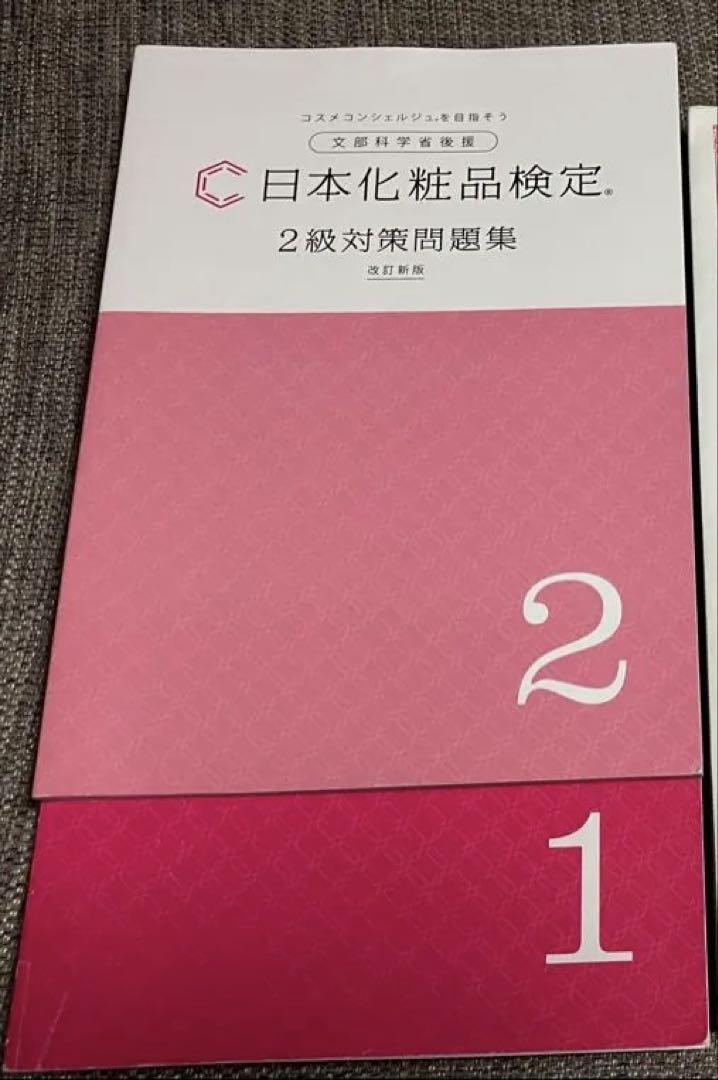 コスメコンシェルジュ®を目指そう
文部科学省後援
日本化粧品検定®
2級対策問題集
改訂新版
2
1